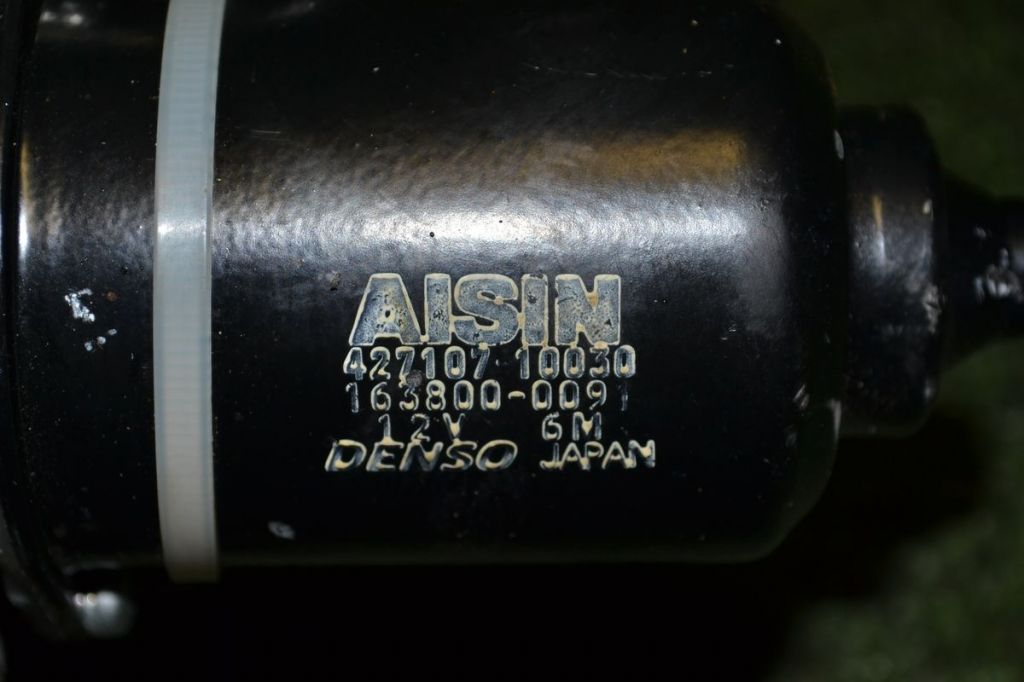 AISIN
427107 10030
163800-0091
12V 6M
DENSO JAPAN